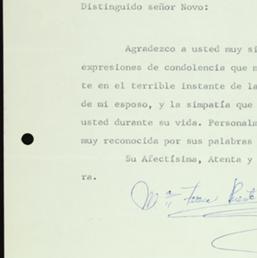 Distinguido señor Novo:
Agradezco a usted muy si
expresiones de condolencia que m
te en el terrible instante de la
de mi esposo, y la simpatía que
usted durante su vida. Personalm
muy reconocida por sus palabras
Su Afectísima, Atenta y
ra.